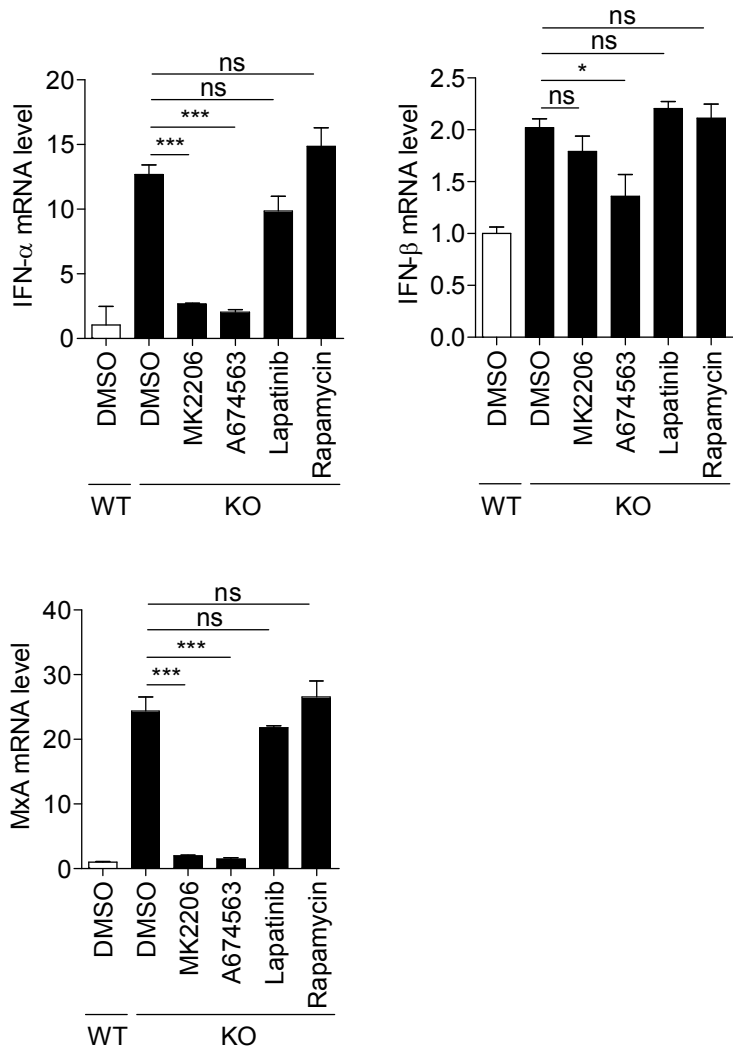 ns
ns
***
***
20
15
10
5
0
IFN-α mRNA level
DMSO
DMSO
MK2206
A674563
Lapatinib
Rapamycin
WT
KO
ns
ns
*
ns
2.5
2.0
1.5
1.0
0.5
0.0
IFN-β mRNA level
DMSO
DMSO
MK2206
A674563
Lapatinib
Rapamycin
WT
KO
ns
ns
***
***
40
30
20
10
0
MxA mRNA level
DMSO
DMSO
MK2206
A674563
Lapatinib
Rapamycin
WT
KO